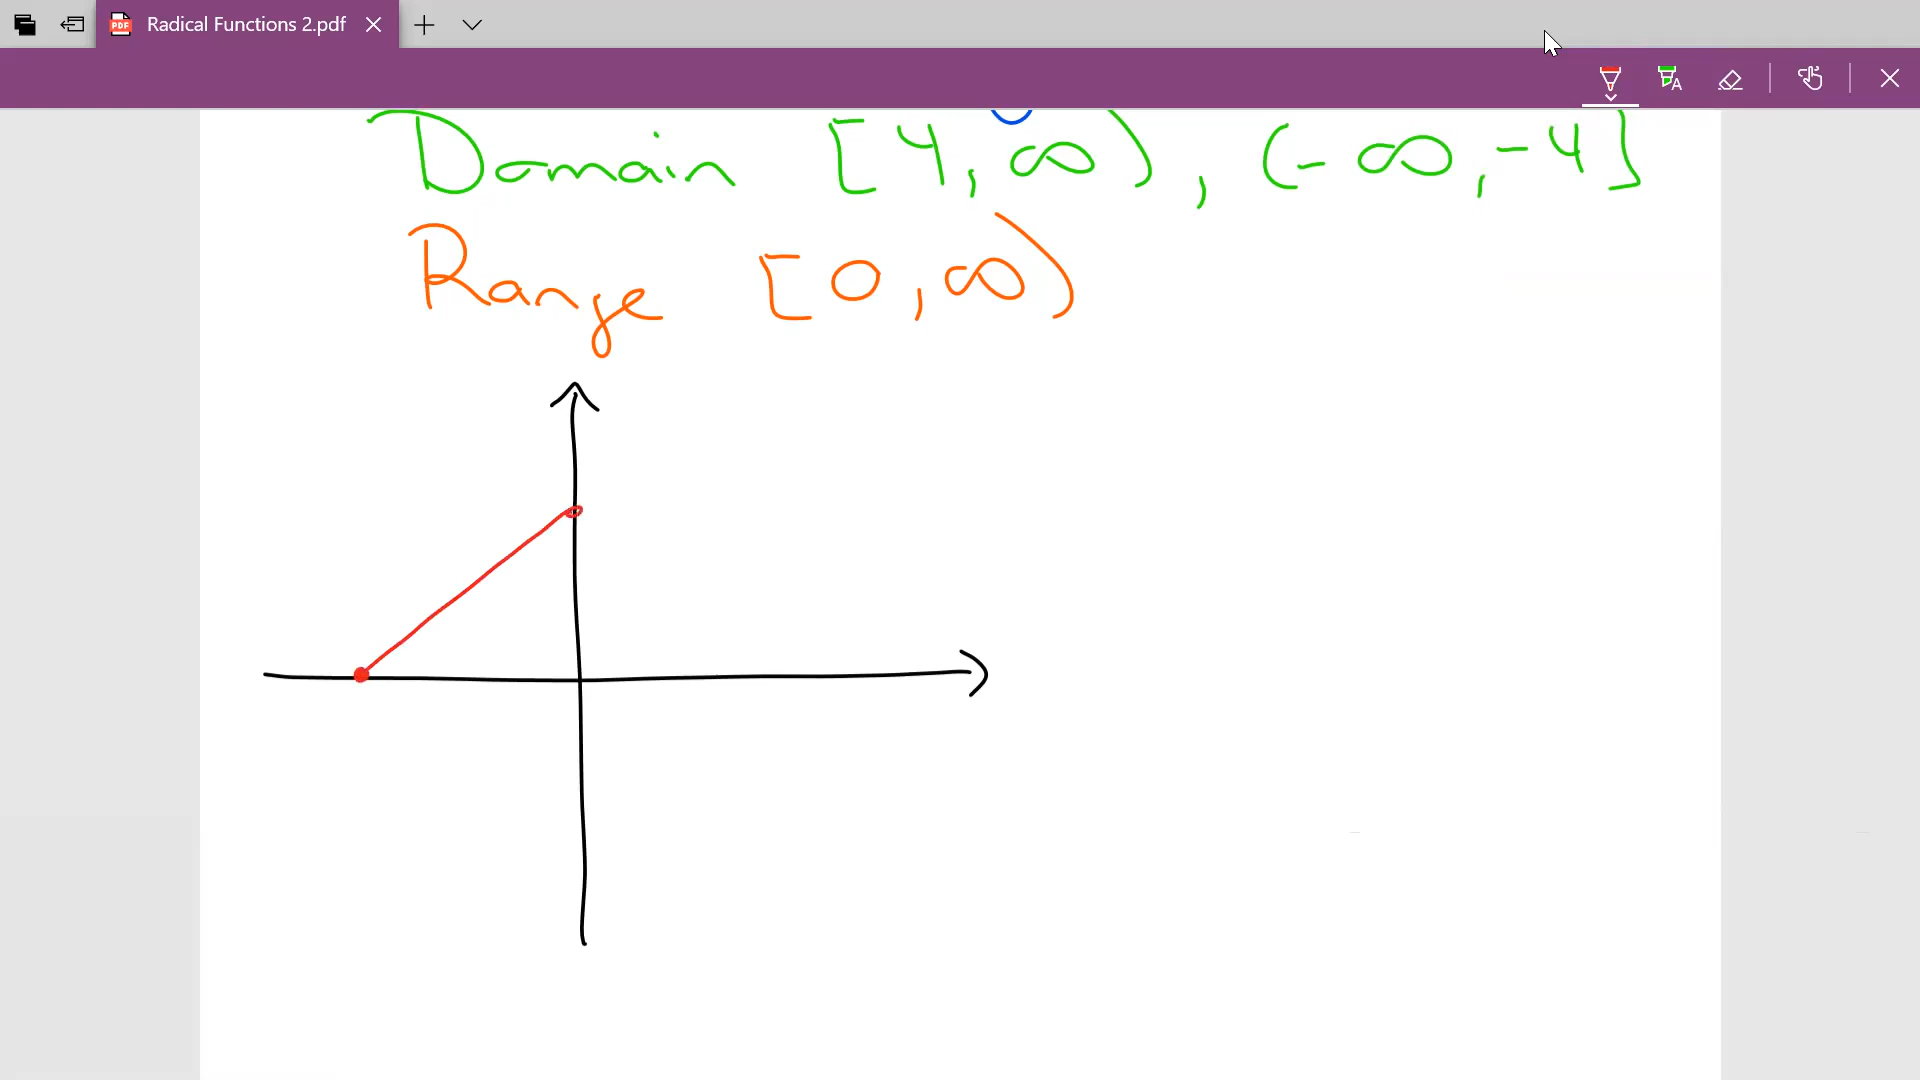 Radical Functions 2.pdf
Domain [4, ∞), (-∞, -4]
Range [0, ∞)